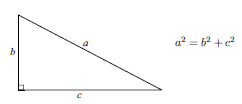 a
a² = b² + c²
b
c